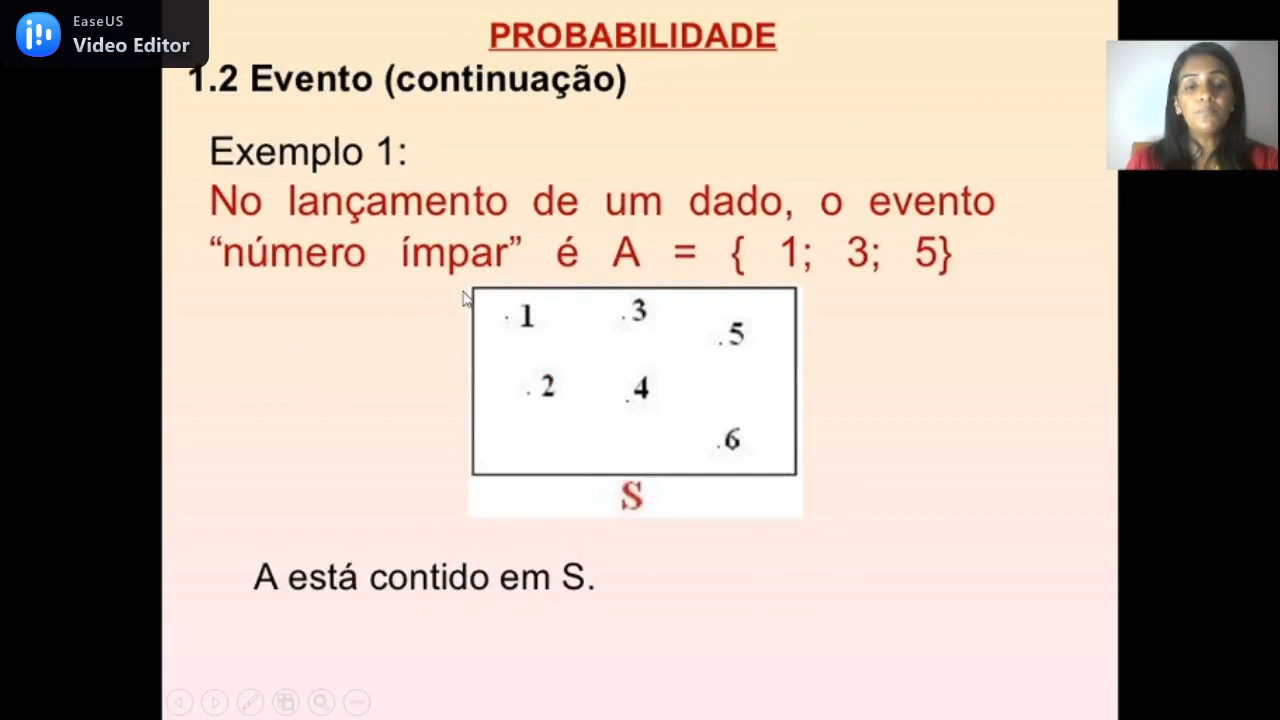 EaseUS
Video Editor
PROBABILIDADE
1.2 Evento (continuação)
Exemplo 1:
No lançamento de um dado, o evento
“número ímpar” é A = { 1; 3; 5}
. 1 . 3 . 5
. 2 . 4
. 6
S
A está contido em S.